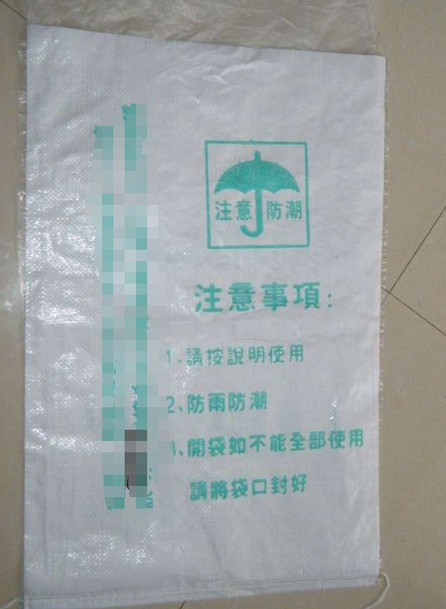 注意 防潮
注意事項:
1、請按說明使用
2、防雨防潮
、開袋如不能全部使用
請將袋口封好